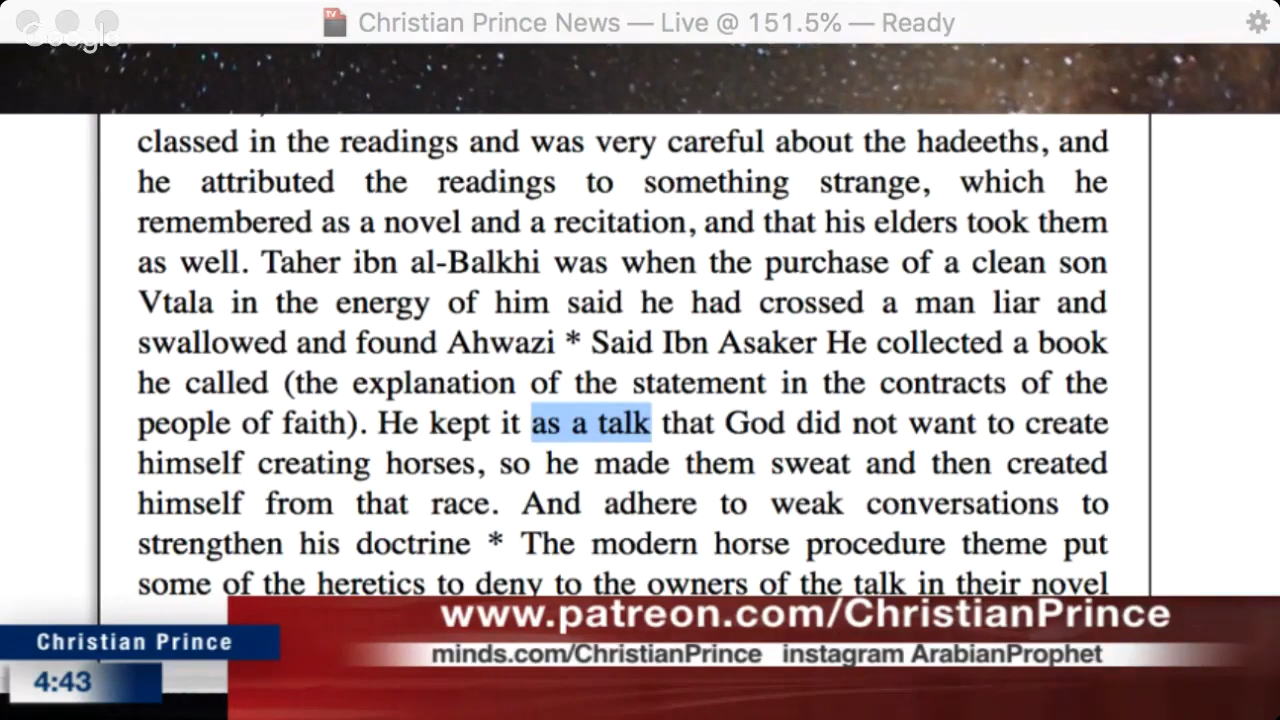 TV
Christian Prince News — Live @ 151.5% — Ready
Google
classed in the readings and was very careful about the hadeeths, and
he attributed the readings to something strange, which he
remembered as a novel and a recitation, and that his elders took them
as well. Taher ibn al-Balkhi was when the purchase of a clean son
Vtala in the energy of him said he had crossed a man liar and
swallowed and found Ahwazi * Said Ibn Asaker He collected a book
he called (the explanation of the statement in the contracts of the
people of faith). He kept it as a talk that God did not want to create
himself creating horses, so he made them sweat and then created
himself from that race. And adhere to weak conversations to
strengthen his doctrine * The modern horse procedure theme put
some of the heretics to deny to the owners of the talk in their novel
www.patreon.com/ChristianPrince
Christian Prince
minds.com/ChristianPrince instagram ArabianProphet
4:43